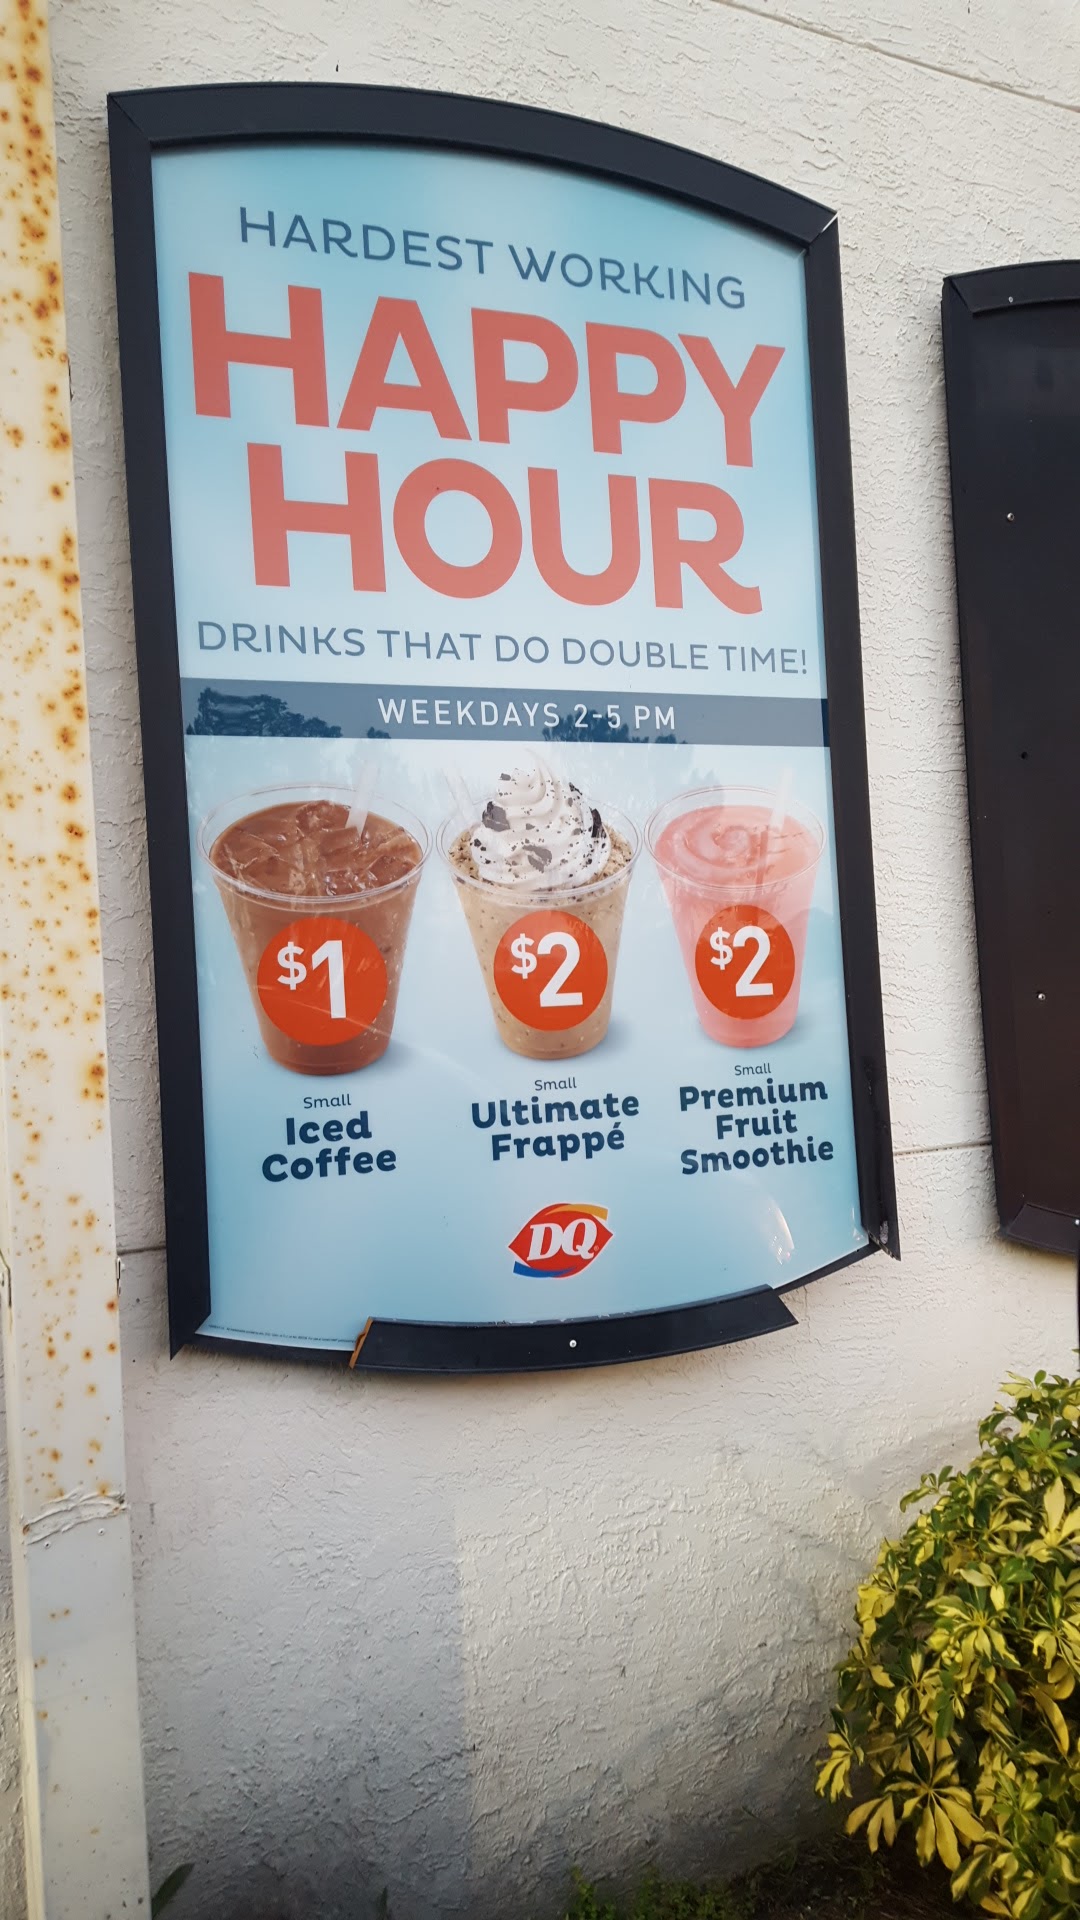 HARDEST WORKING
HAPPY
HOUR
DRINKS THAT DO DOUBLE TIME!
WEEKDAYS 2-5 PM
$1
$2
$2
Small
Iced
Coffee
Small
Ultimate
Frappé
Small
Premium
Fruit
Smoothie
DQ